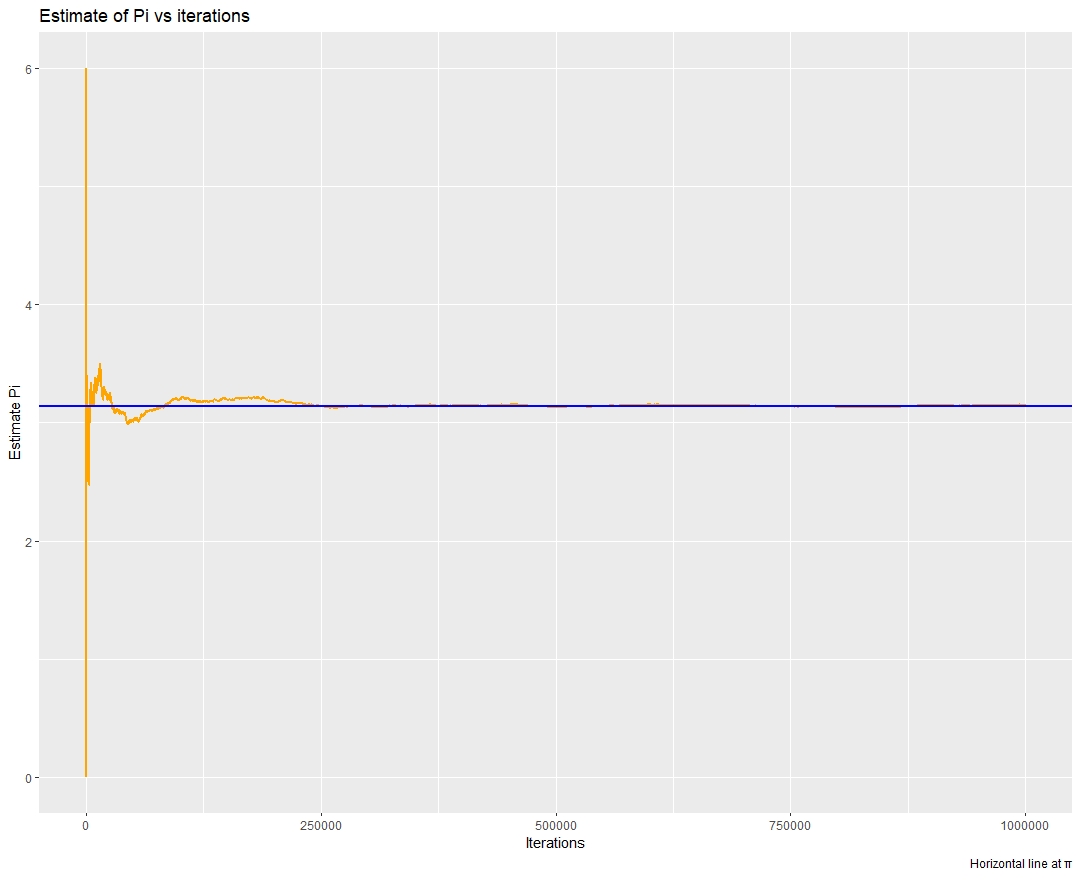 Estimate of Pi vs iterations
6
4
2
0
Estimate Pi
0 250000 500000 750000 1000000
Iterations
Horizontal line at π